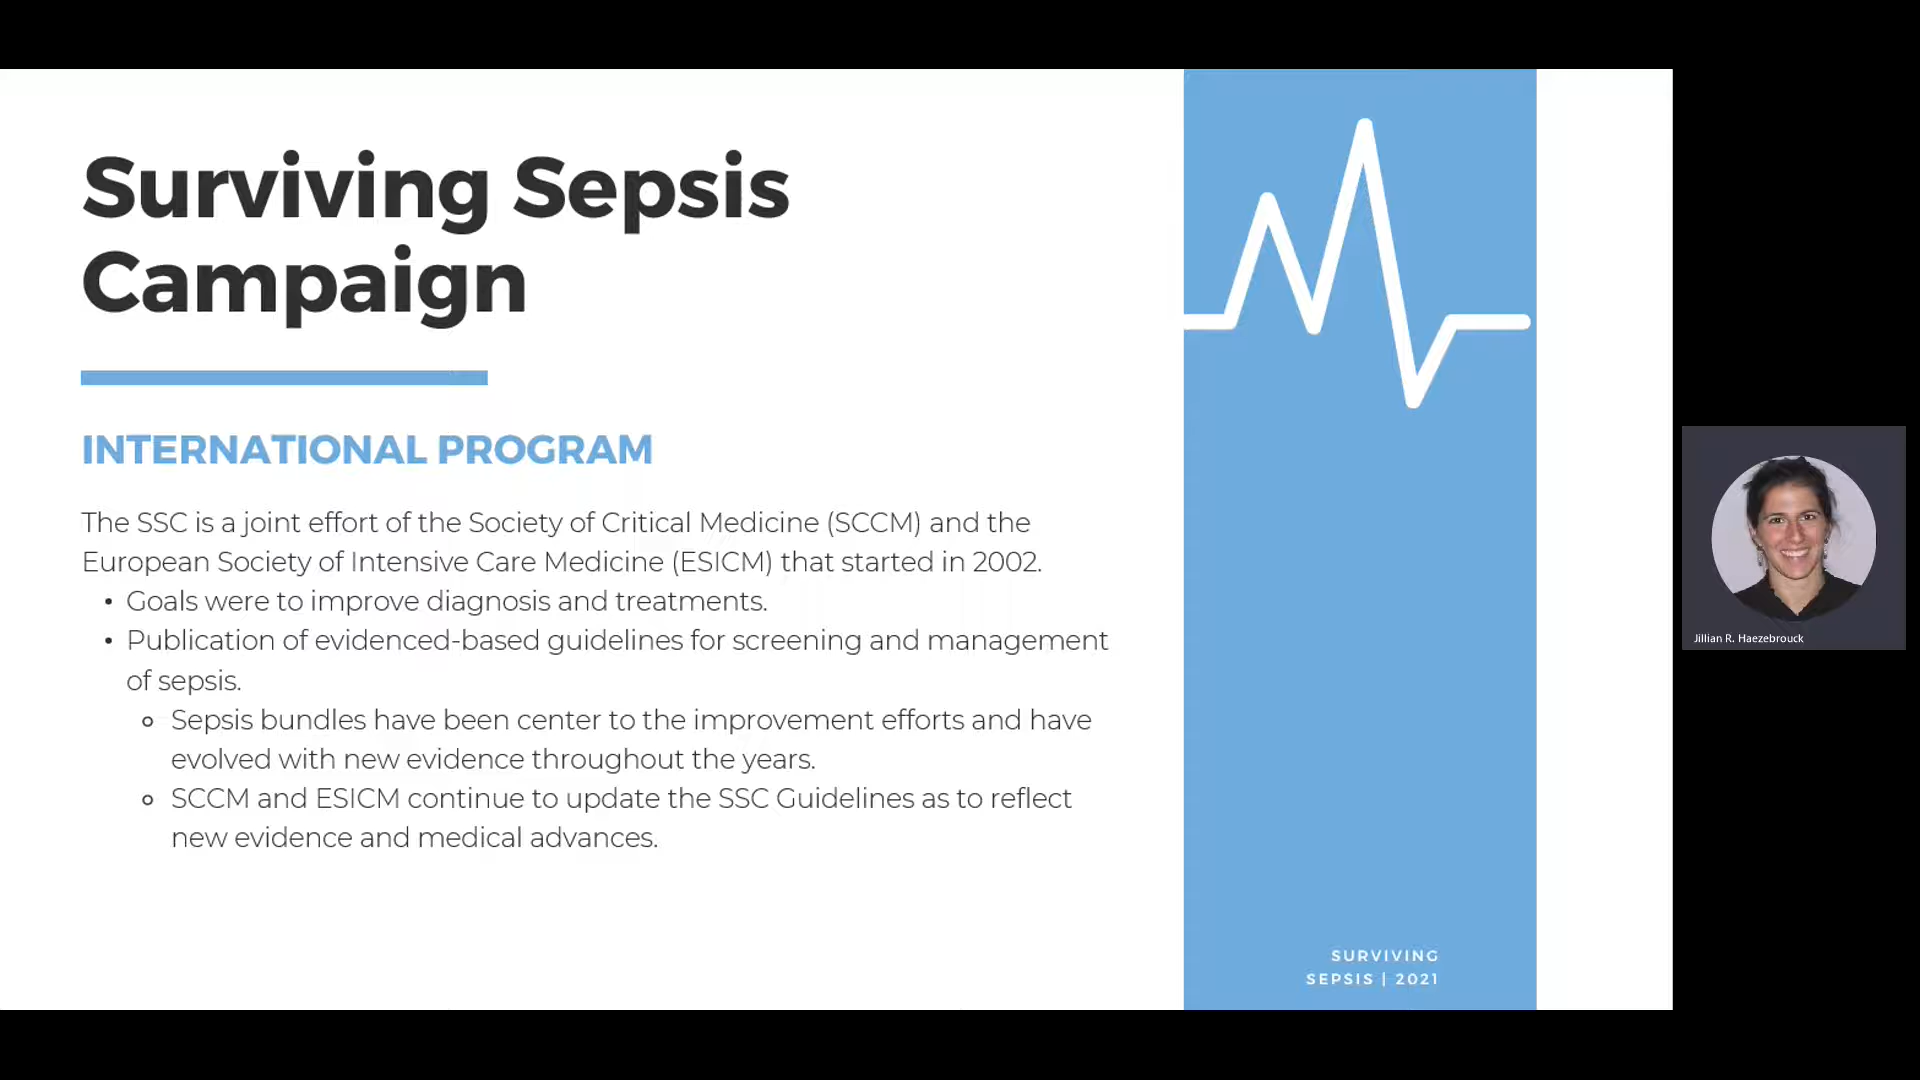 Surviving Sepsis
Campaign
INTERNATIONAL PROGRAM
The SSC is a joint effort of the Society of Critical Medicine (SCCM) and the
European Society of Intensive Care Medicine (ESICM) that started in 2002.
• Goals were to improve diagnosis and treatments.
• Publication of evidenced-based guidelines for screening and management
of sepsis.
○ Sepsis bundles have been center to the improvement efforts and have
evolved with new evidence throughout the years.
○ SCCM and ESICM continue to update the SSC Guidelines as to reflect
new evidence and medical advances.
SURVIVING
SEPSIS | 2021
Jillian R. Haezebrouck